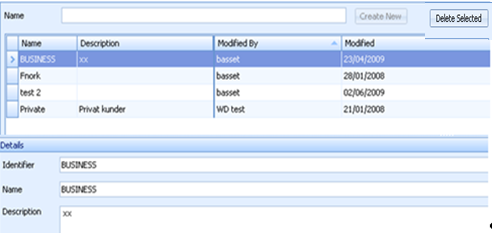 Name Create New Delete Selected
Name Description Modified By Modified
BUSINESS xx basset 23/04/2009
Fnork basset 28/01/2008
test 2 basset 02/06/2009
Private Privat kunder WD test 21/01/2008
Details
Identifier BUSINESS
Name BUSINESS
Description xx